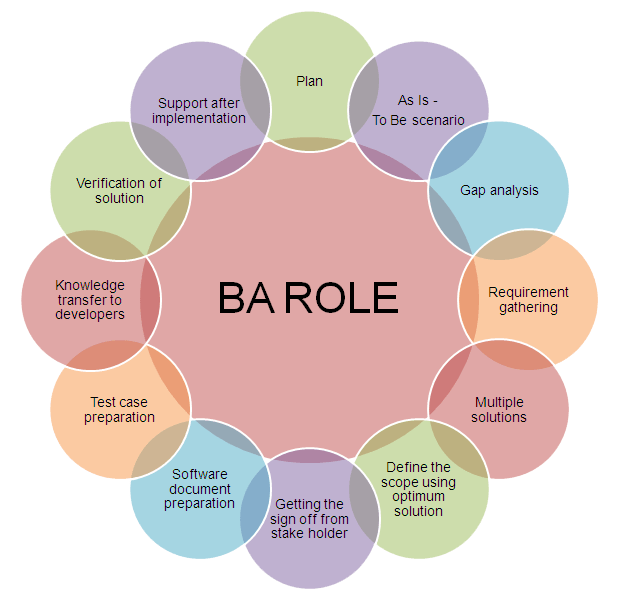 Plan
As Is -
To Be scenario
Gap analysis
Requirement
gathering
Multiple
solutions
Define the
scope using
optimum
solution
Getting the
sign off from
stake holder
Software
document
preparation
Test case
preparation
Knowledge
transfer to
developers
Verification of
solution
Support after
implementation
BA ROLE